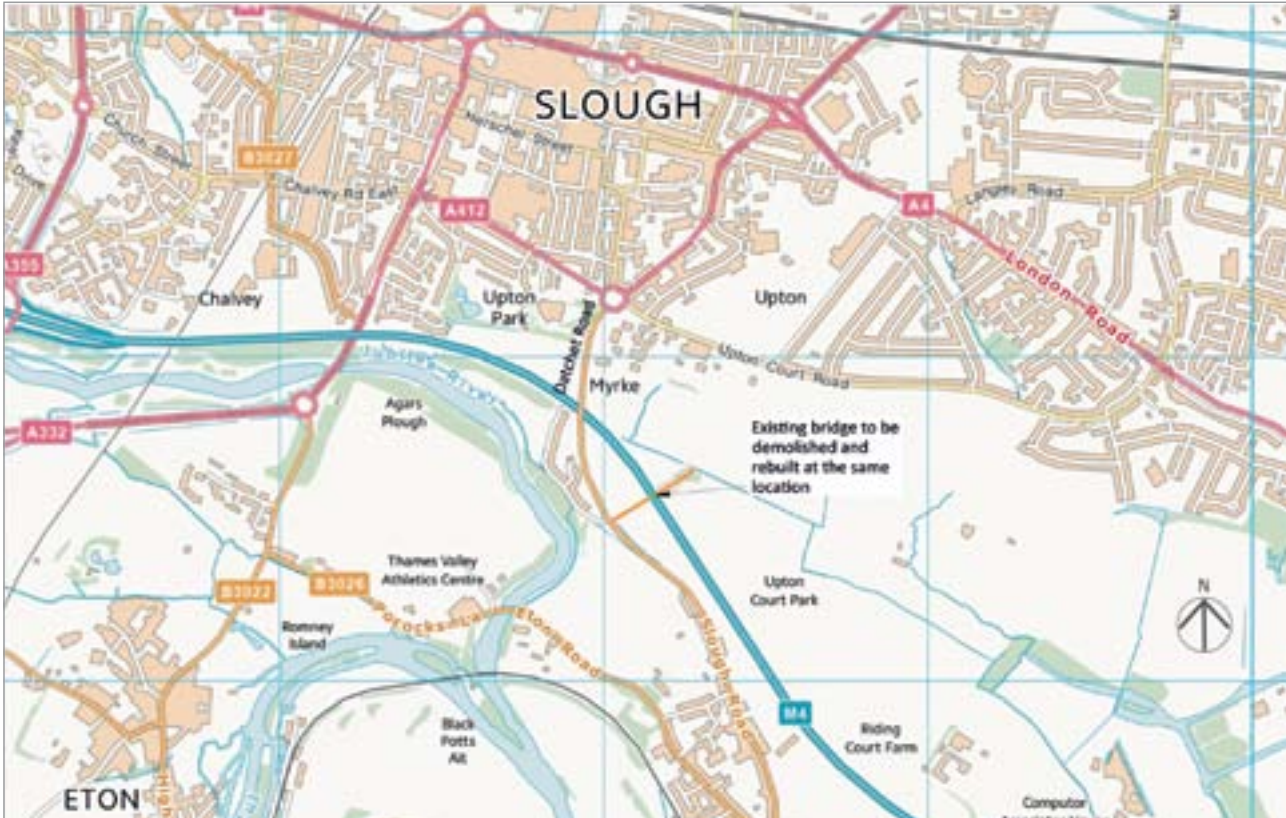 SLOUGH
Church Street
B3027
Herschel Street
Chalvey Rd East
A412
A4
Langley Road
London Road
A355
Chalvey
Upton
Park
Datchet Road
Upton
Upton Court Road
Jubilee River
Myrke
Agars
Plough
A332
Existing bridge to be
demolished and
rebuilt at the same
location
N
Thames Valley
Athletics Centre
B3022
B3026
Pococks Lane
Eton Road
Slough Road
Upton
Court Park
Romney
Island
M4
Black
Potts
Ait
Riding
Court Farm
ETON
High
Computor